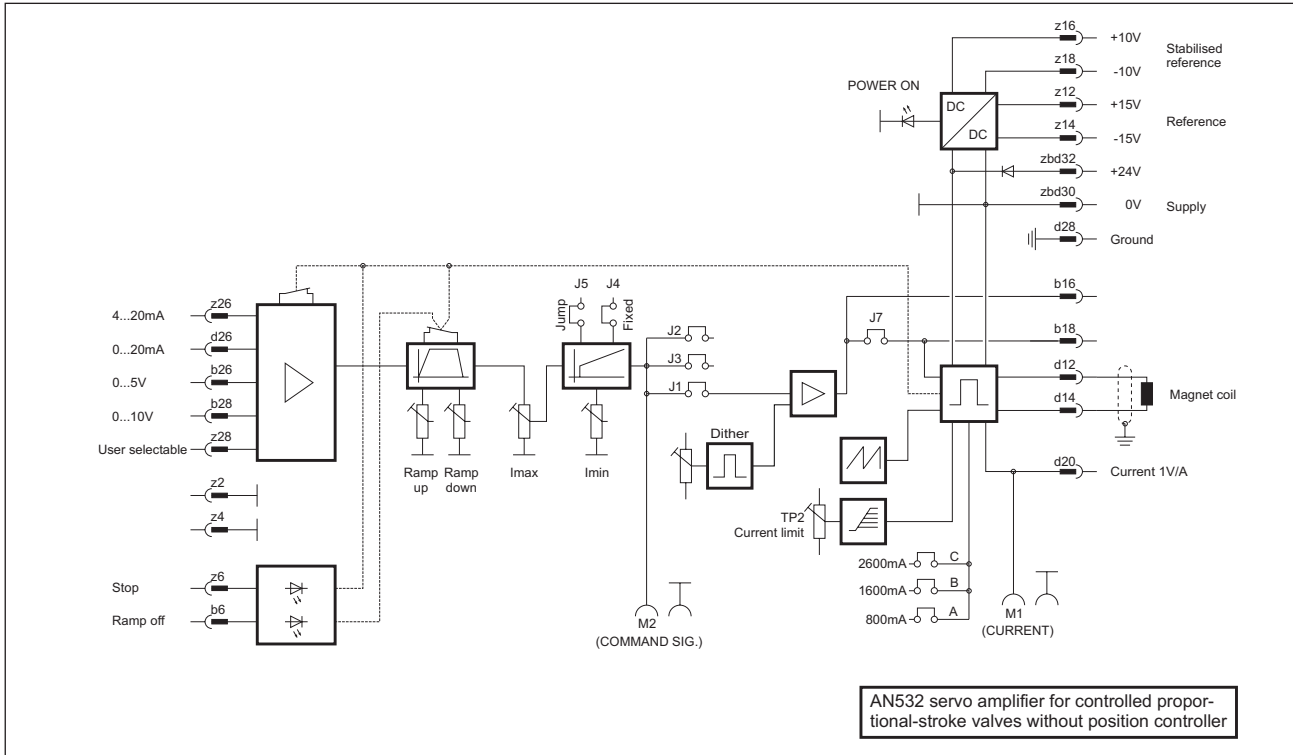 z16
+10V
Stabilised
reference
z18
-10V
POWER ON
z12
+15V
DC
Reference
z14
DC
-15V
zbd32
+24V
zbd30
0V
Supply
d28
Ground
J5
J4
z26
4...20mA
Jump
Fixed
b16
J7
J2
d26
0...20mA
b18
J3
b26
0...5V
d12
J1
b28
0...10V
d14
Magnet coil
z28
User selectable
Dither
Ramp
up
Ramp
down
Imax
Imin
d20
Current 1V/A
z2
z4
TP2
Current limit
2600mA
C
z6
Stop
1600mA
B
b6
Ramp off
800mA
A
M2
(COMMAND SIG.)
M1
(CURRENT)
AN532 servo amplifier for controlled propor-
tional-stroke valves without position controller